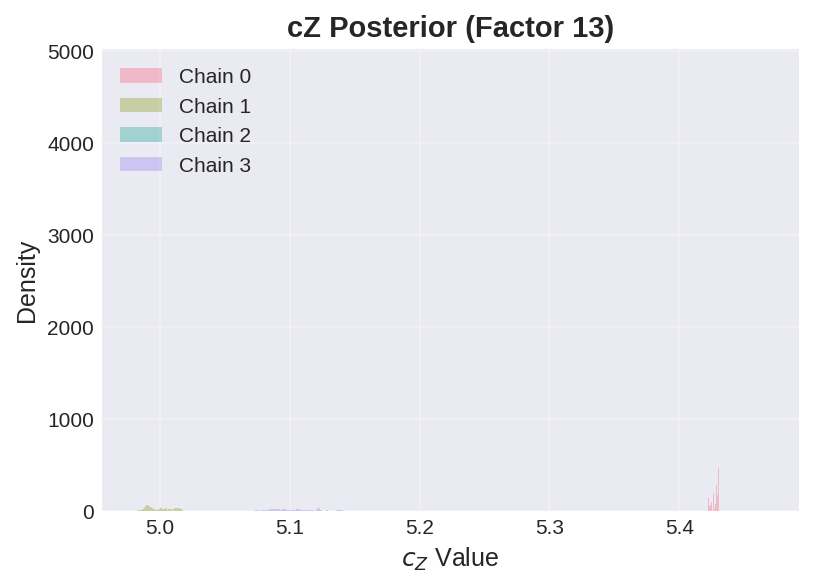 cZ Posterior (Factor 13)
5000
4000
3000
2000
1000
0
Density
Chain 0
Chain 1
Chain 2
Chain 3
5.0 5.1 5.2 5.3 5.4
c_Z Value